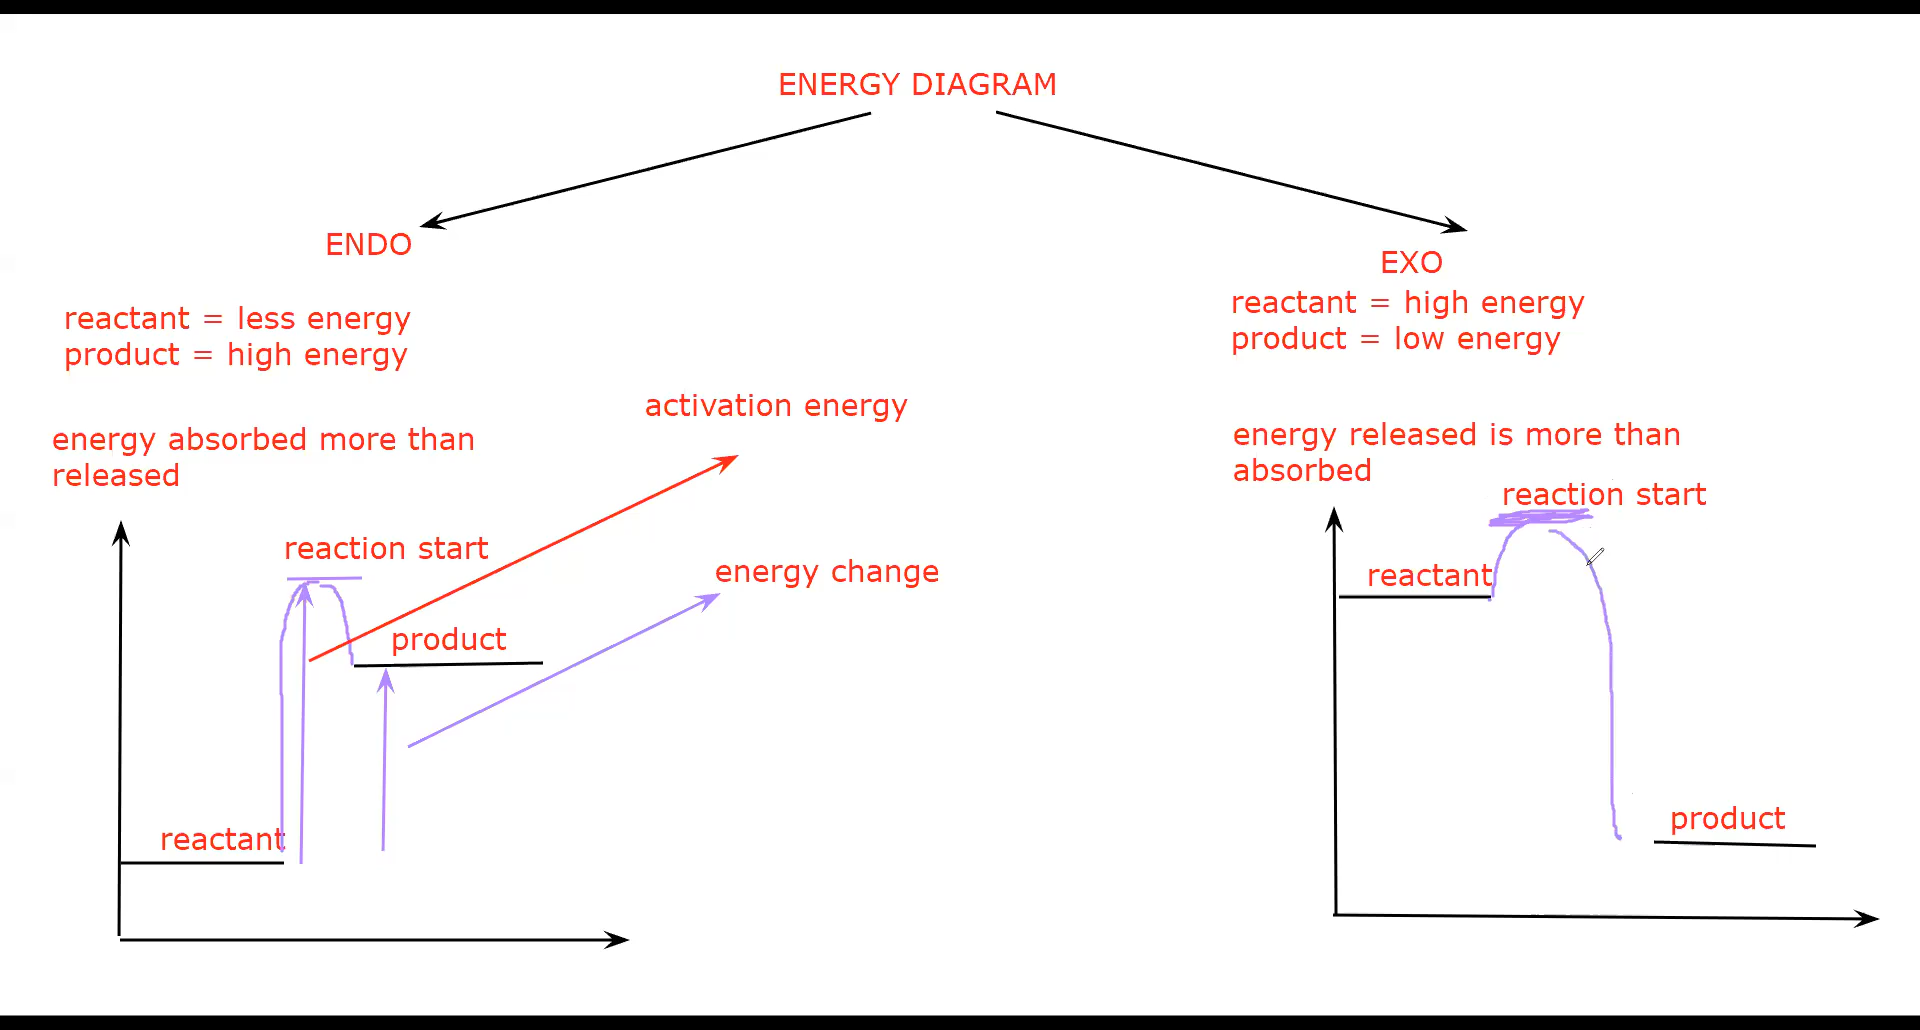 ENERGY DIAGRAM
ENDO
reactant = less energy
product = high energy
energy absorbed more than
released
activation energy
reaction start
energy change
product
reactant
EXO
reactant = high energy
product = low energy
energy released is more than
absorbed
reaction start
reactant
product